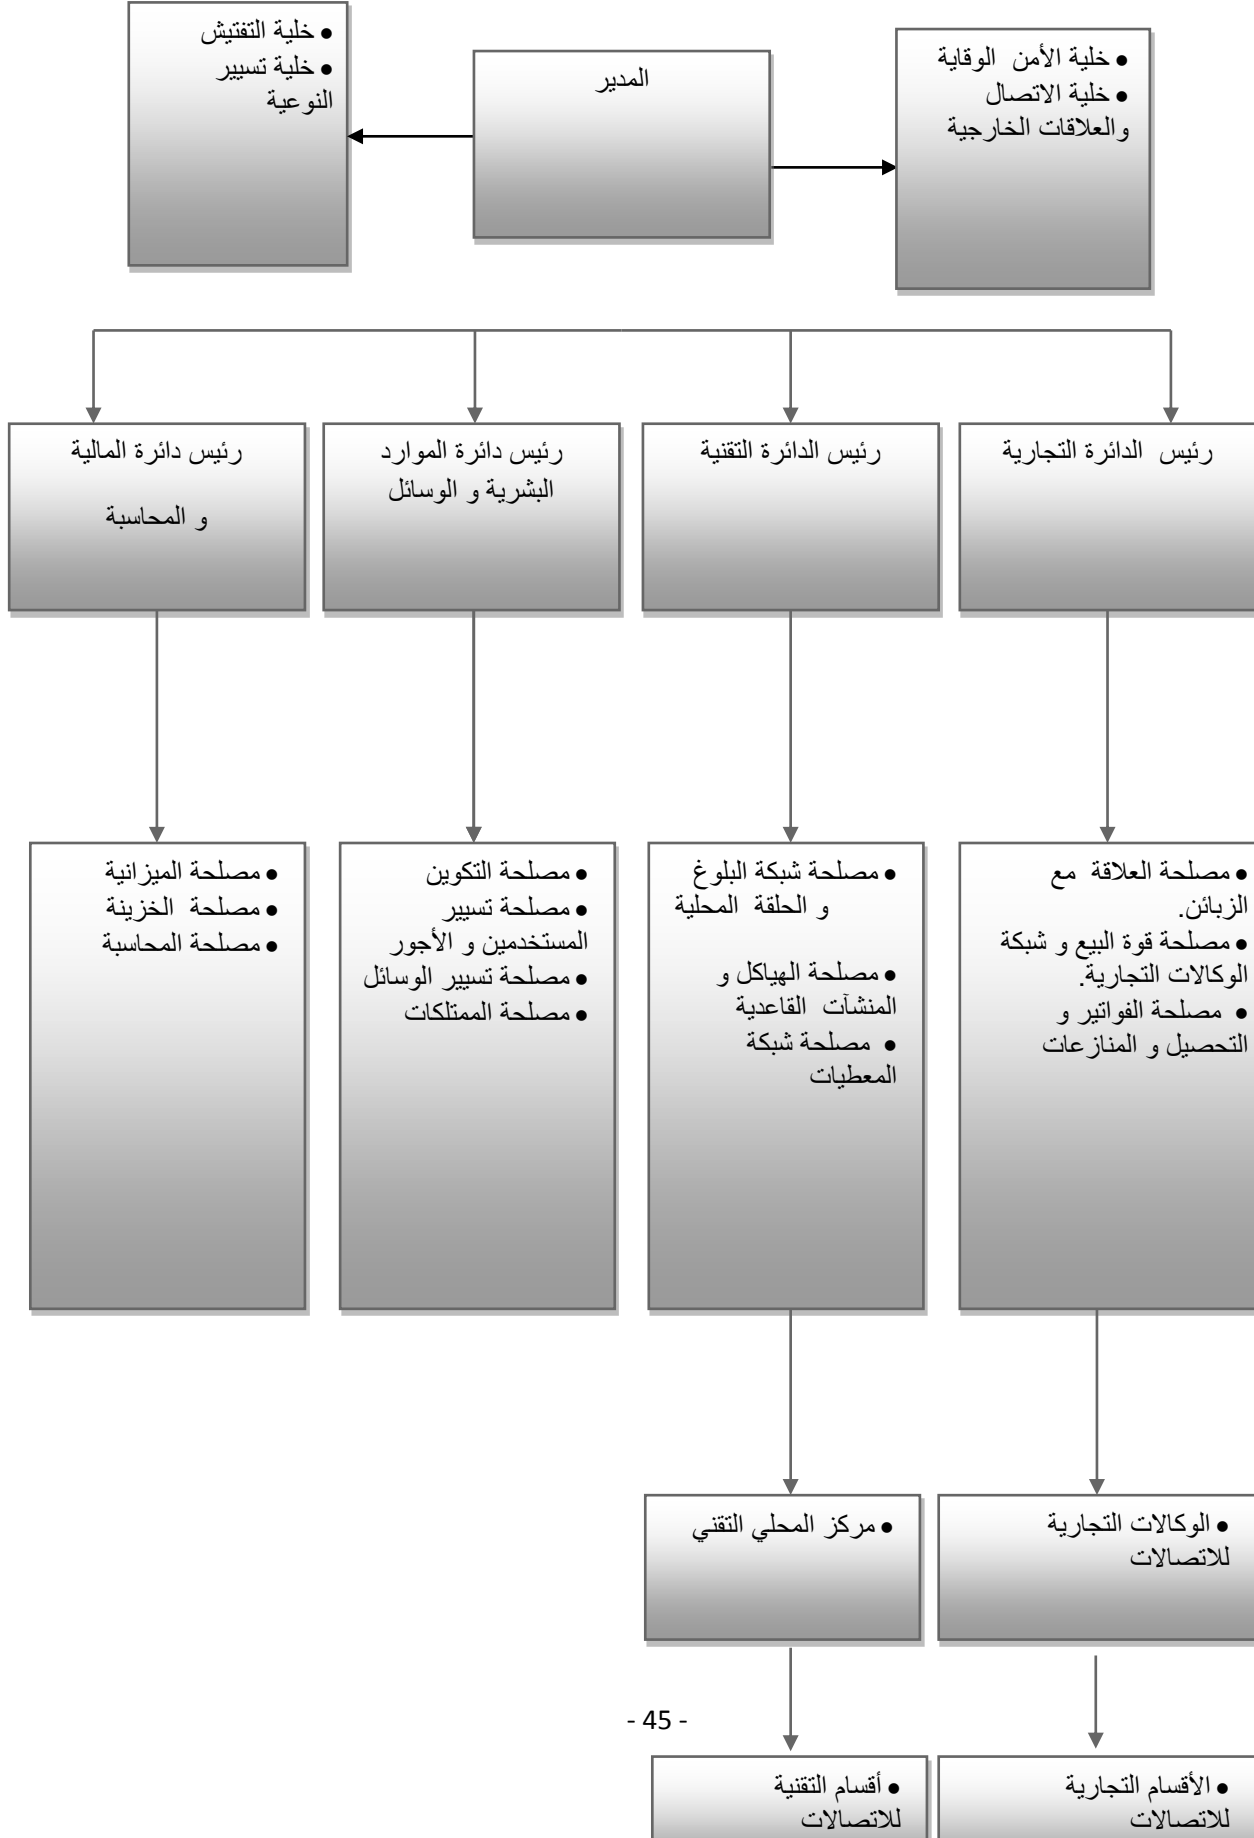 • خلية الأمن الوقاية
• خلية الاتصال
والعلاقات الخارجية
المدير
• خلية التفتيش
• خلية تسيير
النوعية
رئيس الدائرة التجارية
رئيس الدائرة التقنية
رئيس دائرة الموارد
البشرية و الوسائل
رئيس دائرة المالية
و المحاسبة
• مصلحة العلاقة مع
الزبائن.
• مصلحة قوة البيع و شبكة
الوكالات التجارية.
• مصلحة الفواتير و
التحصيل و المنازعات
• مصلحة شبكة البلوغ
و الحلقة المحلية
• مصلحة الهياكل و
المنشآت القاعدية
• مصلحة شبكة
المعطيات
• مصلحة التكوين
• مصلحة تسيير
المستخدمين و الأجور
• مصلحة تسيير الوسائل
• مصلحة الممتلكات
• مصلحة الميزانية
• مصلحة الخزينة
• مصلحة المحاسبة
• الوكالات التجارية
للاتصالات
• مركز المحلي التقني
- 45 -
• الأقسام التجارية
للاتصالات
• أقسام التقنية
للاتصالات